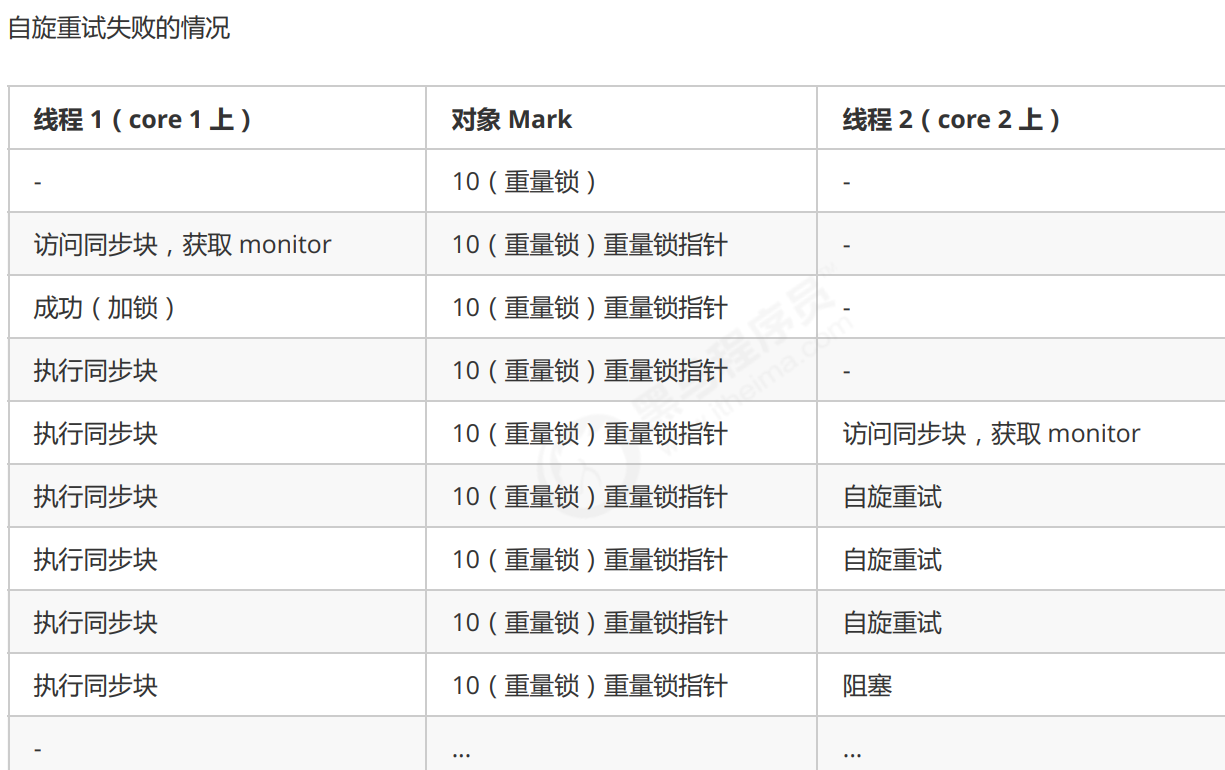 自旋重试失败的情况
线程 1 ( core 1 上 ) 对象 Mark 线程 2 ( core 2 上 )
- 10 ( 重量锁 ) -
访问同步块 , 获取 monitor 10 ( 重量锁 ) 重量锁指针 -
成功 ( 加锁 ) 10 ( 重量锁 ) 重量锁指针 -
执行同步块 10 ( 重量锁 ) 重量锁指针 -
执行同步块 10 ( 重量锁 ) 重量锁指针 访问同步块 , 获取 monitor
执行同步块 10 ( 重量锁 ) 重量锁指针 自旋重试
执行同步块 10 ( 重量锁 ) 重量锁指针 自旋重试
执行同步块 10 ( 重量锁 ) 重量锁指针 自旋重试
执行同步块 10 ( 重量锁 ) 重量锁指针 阻塞
- ... ...
黑马程序员
itheima.com